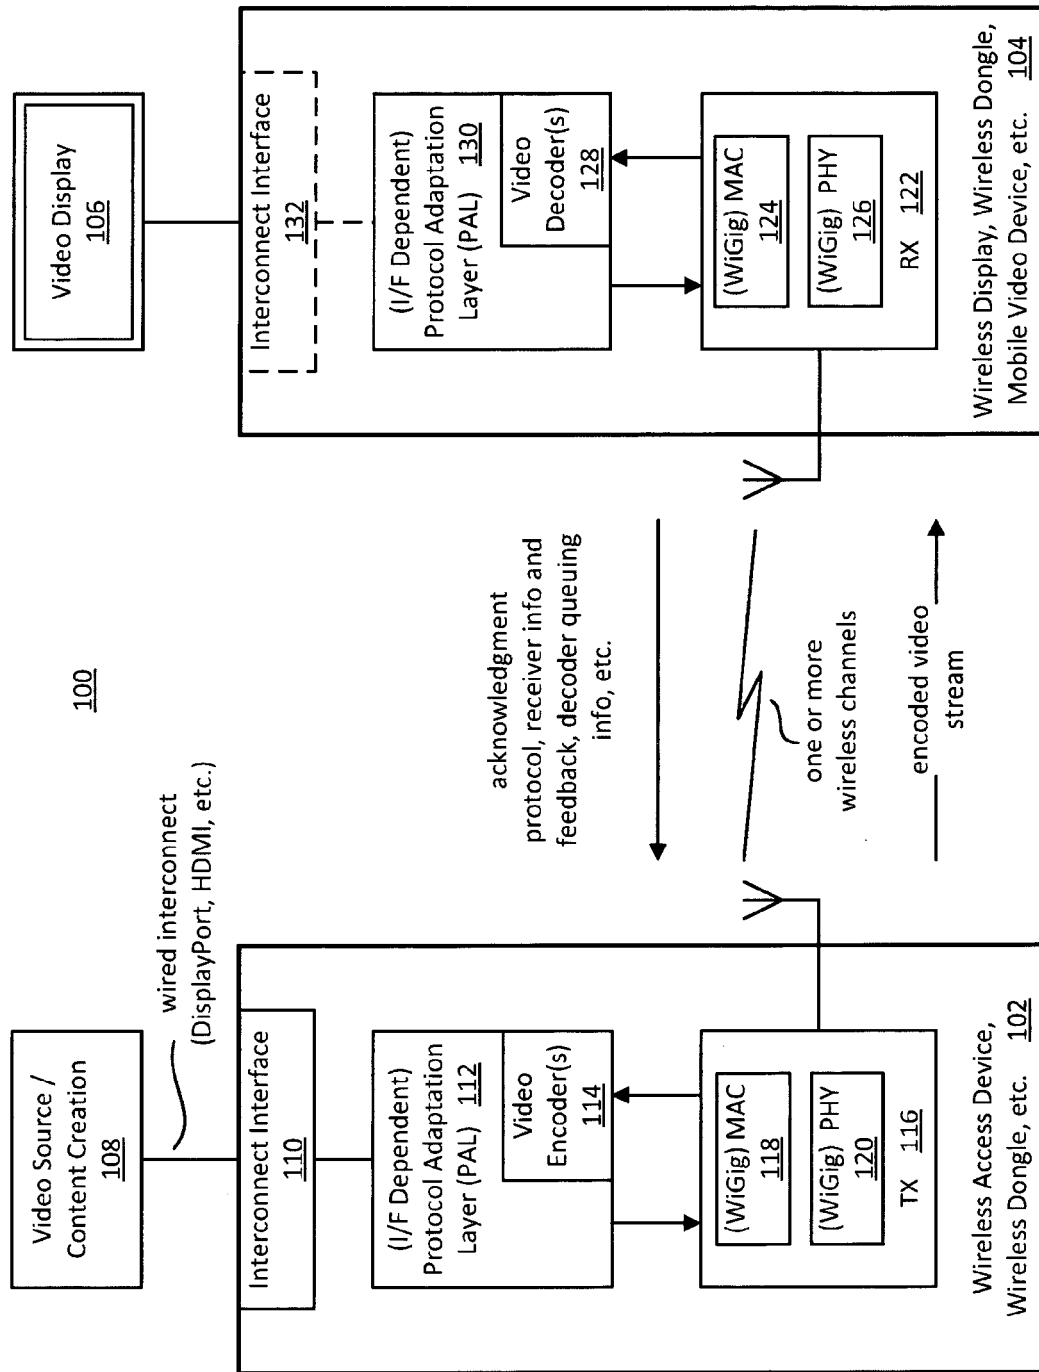 100
Video Source /
Content Creation
108
wired interconnect
(DisplayPort, HDMI, etc.)
Interconnect Interface
110
(I/F Dependent)
Protocol Adaptation
Layer (PAL) 112
Video
Encoder(s)
114
(WiGig) MAC
118
(WiGig) PHY
120
TX 116
Wireless Access Device,
Wireless Dongle, etc. 102
acknowledgment
protocol, receiver info and
feedback, decoder queuing
info, etc.
one or more
wireless channels
encoded video
stream
Video Display
106
Interconnect Interface
132
(I/F Dependent)
Protocol Adaptation
Layer (PAL) 130
Video
Decoder(s)
128
(WiGig) MAC
124
(WiGig) PHY
126
RX 122
Wireless Display, Wireless Dongle,
Mobile Video Device, etc. 104